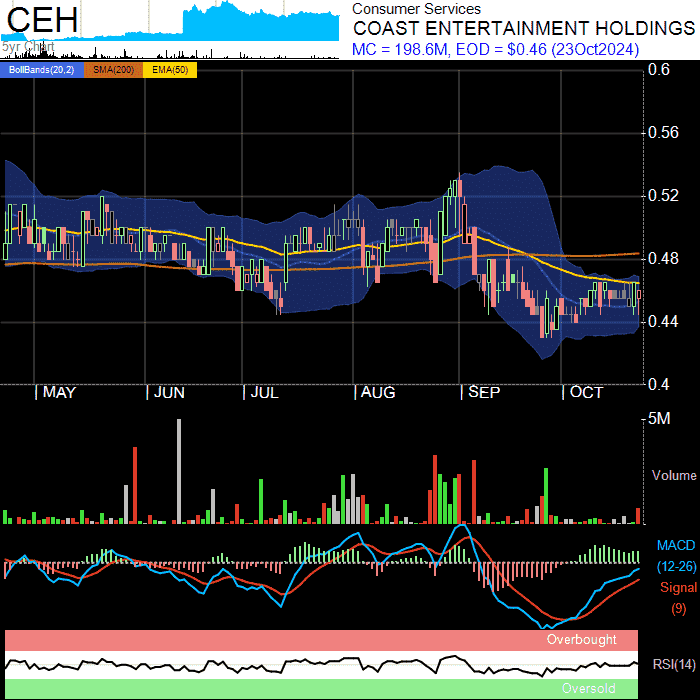 CEH
5yr Chart
Consumer Services
COAST ENTERTAINMENT HOLDINGS
MC = 198.6M, EOD = $0.46 (23Oct2024)
BollBands(20,2) SMA(200) EMA(50)
0.6
0.56
0.52
0.48
0.44
0.4
MAY JUN JUL AUG SEP OCT
5M
Volume
MACD
(12-26)
Signal
(9)
Overbought
RSI(14)
Oversold